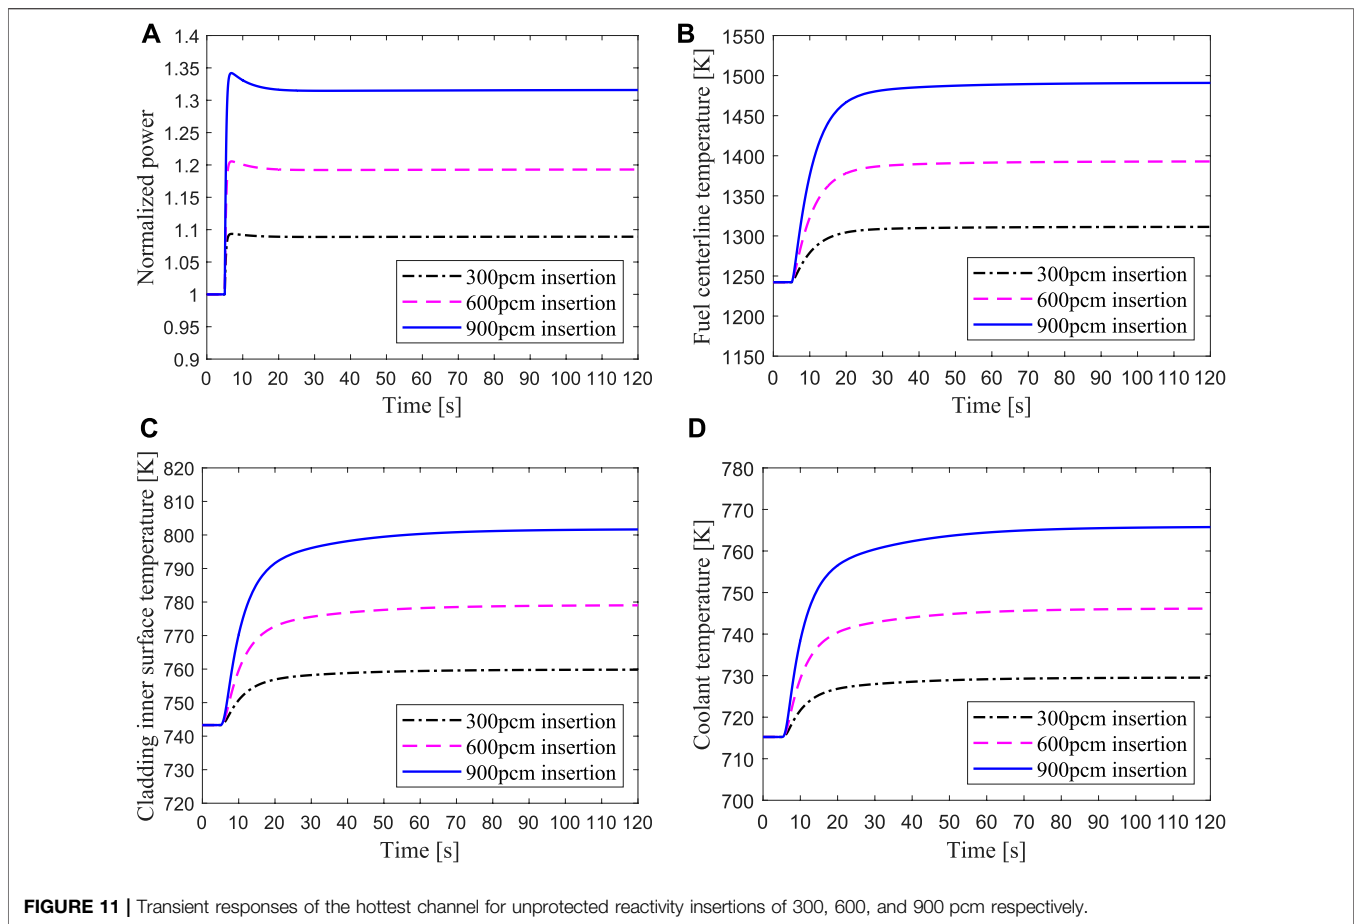 A
Normalized power
1.4
1.35
1.3
1.25
1.2
1.15
1.1
1.05
1
0.95
0.9
300pcm insertion
600pcm insertion
900pcm insertion
0 10 20 30 40 50 60 70 80 90 100 110 120
Time [s]
B
Fuel centerline temperature [K]
1550
1500
1450
1400
1350
1300
1250
1200
1150
300pcm insertion
600pcm insertion
900pcm insertion
0 10 20 30 40 50 60 70 80 90 100 110 120
Time [s]
C
Cladding inner surface temperature [K]
820
810
800
790
780
770
760
750
740
730
720
300pcm insertion
600pcm insertion
900pcm insertion
0 10 20 30 40 50 60 70 80 90 100 110 120
Time [s]
D
Coolant temperature [K]
780
770
760
750
740
730
720
710
700
300pcm insertion
600pcm insertion
900pcm insertion
0 10 20 30 40 50 60 70 80 90 100 110 120
Time [s]
FIGURE 11 | Transient responses of the hottest channel for unprotected reactivity insertions of 300, 600, and 900 pcm respectively.